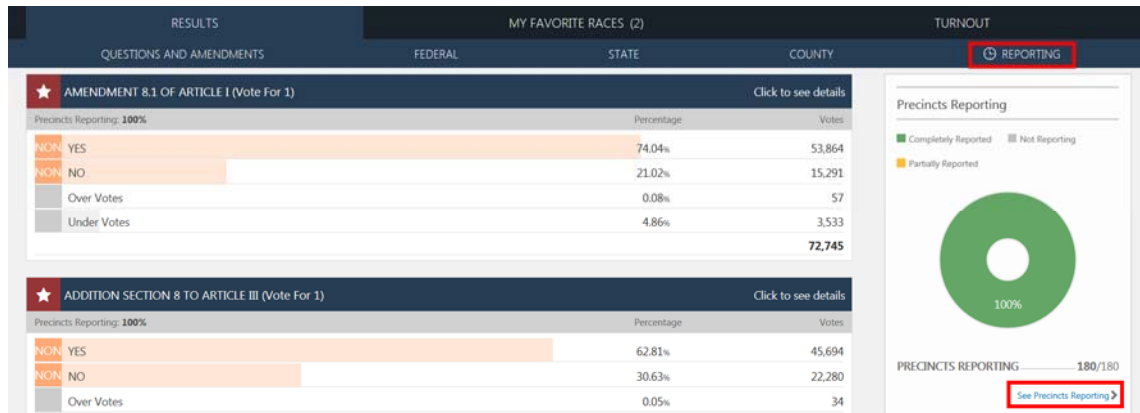 RESULTS MY FAVORITE RACES (2) TURNOUT
QUESTIONS AND AMENDMENTS FEDERAL STATE COUNTY REPORTING
AMENDMENT 8.1 OF ARTICLE I (Vote For 1) Click to see details
Precincts Reporting: 100% Percentage Votes
NON YES 74.04% 53,864
NON NO 21.02% 15,291
Over Votes 0.08% 57
Under Votes 4.86% 3,533
72,745
ADDITION SECTION 8 TO ARTICLE III (Vote For 1) Click to see details
Precincts Reporting: 100% Percentage Votes
NON YES 62.81% 45,694
NON NO 30.63% 22,280
Over Votes 0.05% 34
Precincts Reporting
Completely Reported Not Reporting
Partially Reported
100%
PRECINCTS REPORTING 180/180
See Precincts Reporting